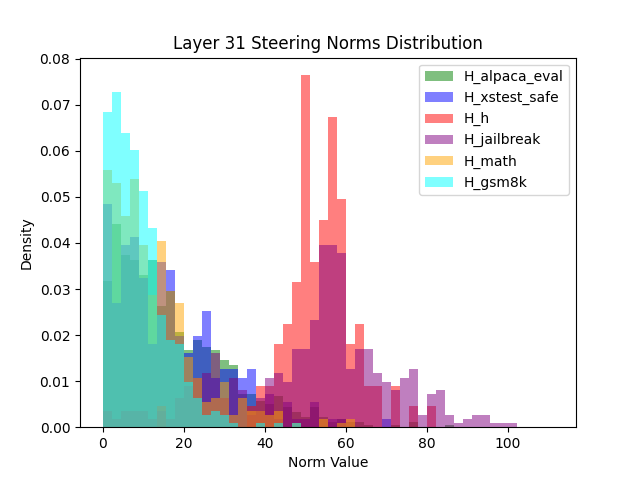 Layer 31 Steering Norms Distribution
0.08
0.07
0.06
0.05
0.04
0.03
0.02
0.01
0.00
Density
H_alpaca_eval
H_xstest_safe
H_h
H_jailbreak
H_math
H_gsm8k
0 20 40 60 80 100
Norm Value